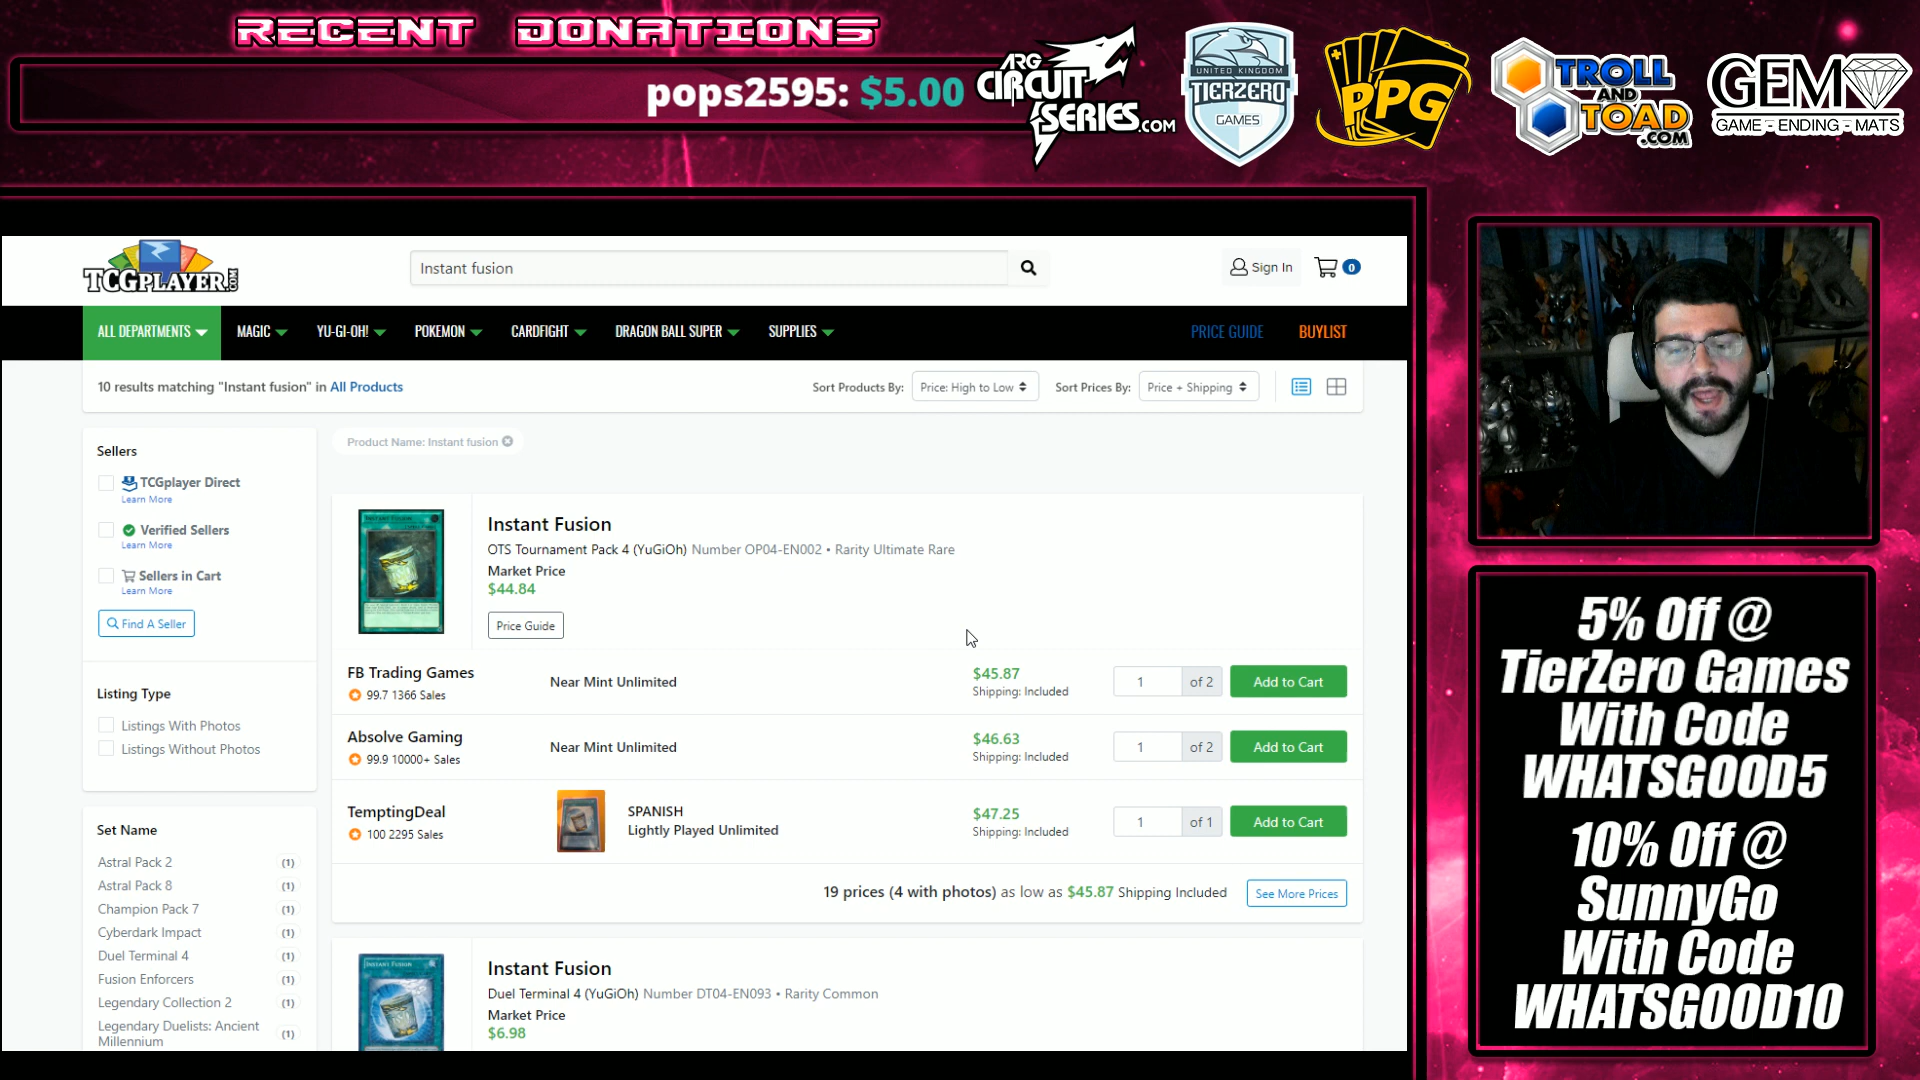 RECENT DONATIONS
pops2595: $5.00
ARG
CIRCUIT
SERIES.COM
UNITED KINGDOM
TIERZERO
GAMES
PPG
TROLL
AND
TOAD
.COM
GEM
GAME - ENDING - MATS
TCGPLAYER.COM
Instant fusion
Sign In
0
ALL DEPARTMENTS
MAGIC
YU-GI-OH!
POKEMON
CARDFIGHT
DRAGON BALL SUPER
SUPPLIES
PRICE GUIDE
BUYLIST
10 results matching "Instant fusion" in All Products
Sort Products By: Price: High to Low
Sort Prices By: Price + Shipping
Sellers
TCGplayer Direct
Learn More
Verified Sellers
Learn More
Sellers in Cart
Learn More
Find A Seller
Listing Type
Listings With Photos
Listings Without Photos
Set Name
Astral Pack 2 (1)
Astral Pack 8 (1)
Champion Pack 7 (1)
Cyberdark Impact (1)
Duel Terminal 4 (1)
Fusion Enforcers (1)
Legendary Collection 2 (1)
Legendary Duelists: Ancient
Millennium (1)
Product Name: Instant fusion
INSTANT FUSION
Instant Fusion
OTS Tournament Pack 4 (YuGiOh) Number OP04-EN002 • Rarity Ultimate Rare
Market Price
$44.84
Price Guide
FB Trading Games
99.7 1366 Sales
Near Mint Unlimited
$45.87
Shipping: Included
1 of 2
Add to Cart
Absolve Gaming
99.9 10000+ Sales
Near Mint Unlimited
$46.63
Shipping: Included
1 of 2
Add to Cart
TemptingDeal
100 2295 Sales
SPANISH
Lightly Played Unlimited
$47.25
Shipping: Included
1 of 1
Add to Cart
19 prices (4 with photos) as low as $45.87 Shipping Included
See More Prices
INSTANT FUSION
Instant Fusion
Duel Terminal 4 (YuGiOh) Number DT04-EN093 • Rarity Common
Market Price
$6.98
5% Off @
TierZero Games
With Code
WHATSGOOD5
10% Off @
SunnyGo
With Code
WHATSGOOD10